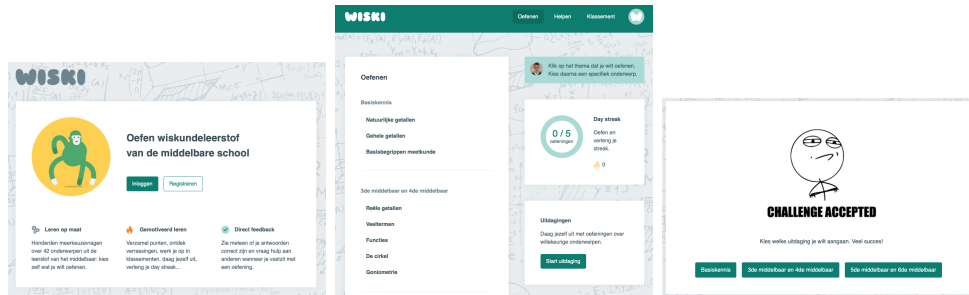 WISKI
Oefen wiskundeleerstof
van de middelbare school
Inloggen
Registreren
Leren op maat
Honderden meerkeuzevragen
over 42 onderwerpen uit de
leerstof van het middelbaar: kies
zelf wat je wilt oefenen.
Gemotiveerd leren
Verzamel punten, ontdek
verrassingen, werk je op in
klassementen, daag jezelf uit,
verleng je day streak...
Direct feedback
Zie meteen of je antwoorden
correct zijn en vraag hulp aan
anderen wanneer je vastzit met
een oefening.
WISKI
Oefenen
Helpen
Klassement
W
Oefenen
Basiskennis
Natuurlijke getallen
Gehele getallen
Basisbegrippen meetkunde
3de middelbaar en 4de middelbaar
Reële getallen
Veeltermen
Functies
De cirkel
Goniometrie
Klik op het thema dat je wilt oefenen.
Kies daarna een specifiek onderwerp.
0 / 5
oefeningen
Day streak
Oefen en
verleng je
streak.
0
Uitdagingen
Daag jezelf uit met oefeningen over
willekeurige onderwerpen.
Start uitdaging
CHALLENGE ACCEPTED
Kies welke uitdaging je wilt aangaan. Veel succes!
Basiskennis
3de middelbaar en 4de middelbaar
5de middelbaar en 6de middelbaar